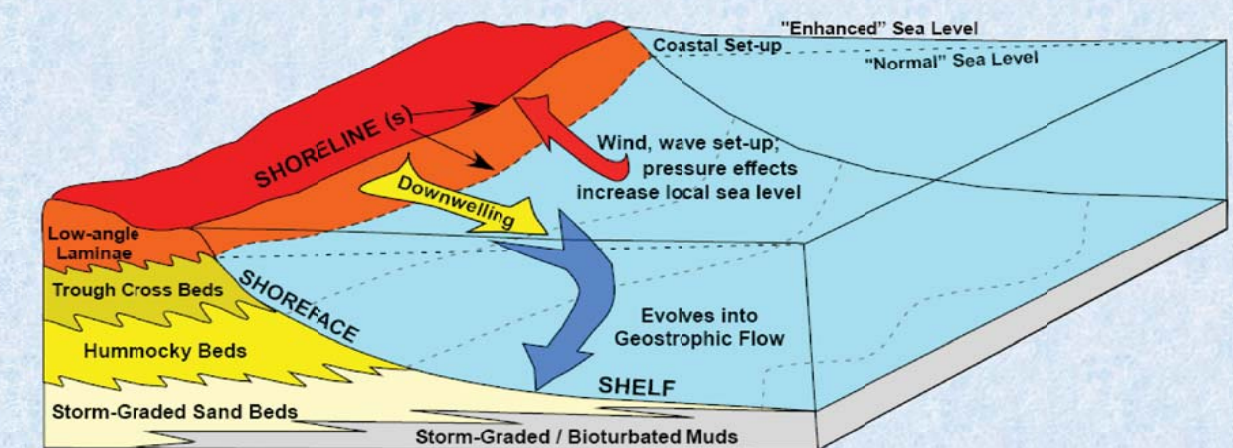 "Enhanced" Sea Level
Coastal Set-up
"Normal" Sea Level
SHORELINE (s)
Wind, wave set-up;
pressure effects
increase local sea level
Downwelling
Low-angle
Laminae
Trough Cross Beds
SHOREFACE
Evolves into
Geostrophic Flow
Hummocky Beds
SHELF
Storm-Graded Sand Beds
Storm-Graded / Bioturbated Muds